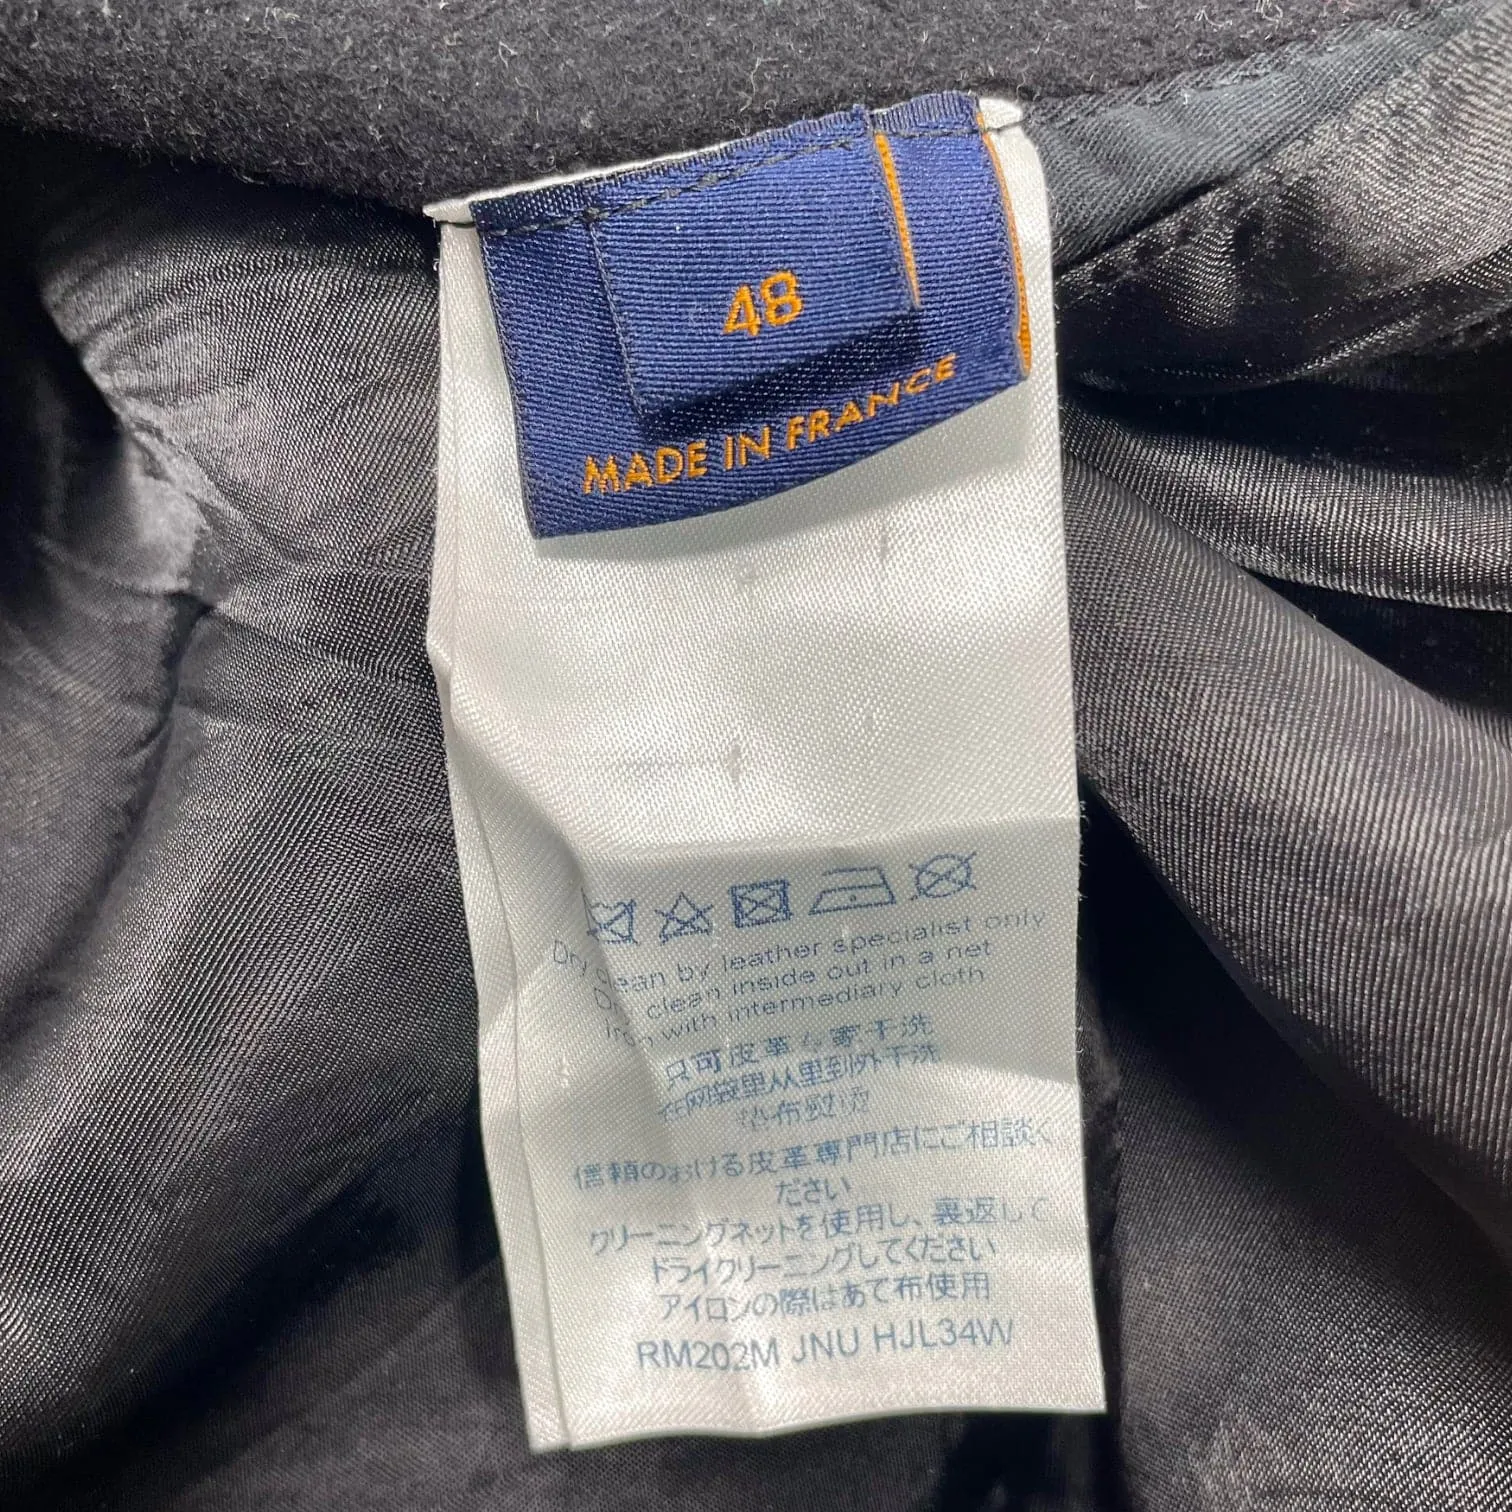 48
MADE IN FRANCE
Dry clean by leather specialist only
Dry clean inside out in a net
Iron with intermediary cloth
只可皮革专家干洗
在网袋里从里到外干洗
垫布熨烫
信頼のおける皮革専門店にご相談く
ださい
クリーニングネットを使用し、裏返して
ドライクリーニングしてください
アイロンの際はあて布使用
RM202M JNU HJL34W